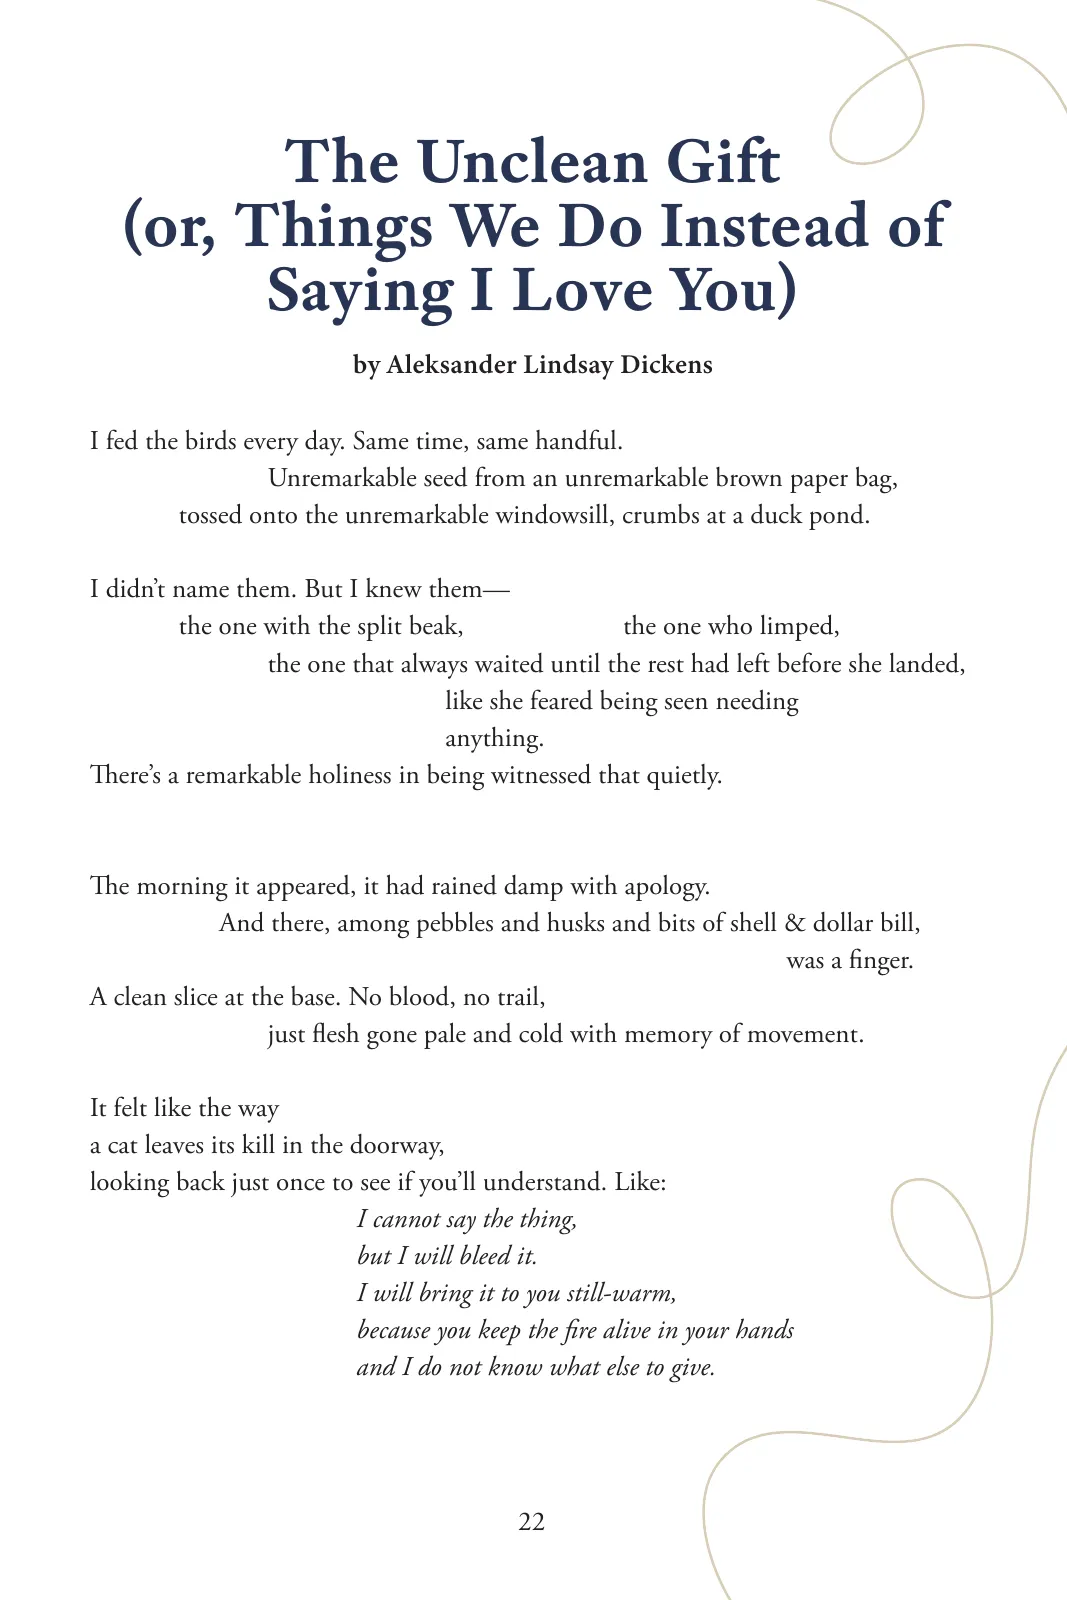 The Unclean Gift
(or, Things We Do Instead of
Saying I Love You)
by Aleksander Lindsay Dickens
I fed the birds every day. Same time, same handful.
Unremarkable seed from an unremarkable brown paper bag,
tossed onto the unremarkable windowsill, crumbs at a duck pond.
I didn’t name them. But I knew them—
the one with the split beak, the one who limped,
the one that always waited until the rest had left before she landed,
like she feared being seen needing
anything.
There’s a remarkable holiness in being witnessed that quietly.
The morning it appeared, it had rained damp with apology.
And there, among pebbles and husks and bits of shell & dollar bill,
was a finger.
A clean slice at the base. No blood, no trail,
just flesh gone pale and cold with memory of movement.
It felt like the way
a cat leaves its kill in the doorway,
looking back just once to see if you’ll understand. Like:
I cannot say the thing,
but I will bleed it.
I will bring it to you still-warm,
because you keep the fire alive in your hands
and I do not know what else to give.
22